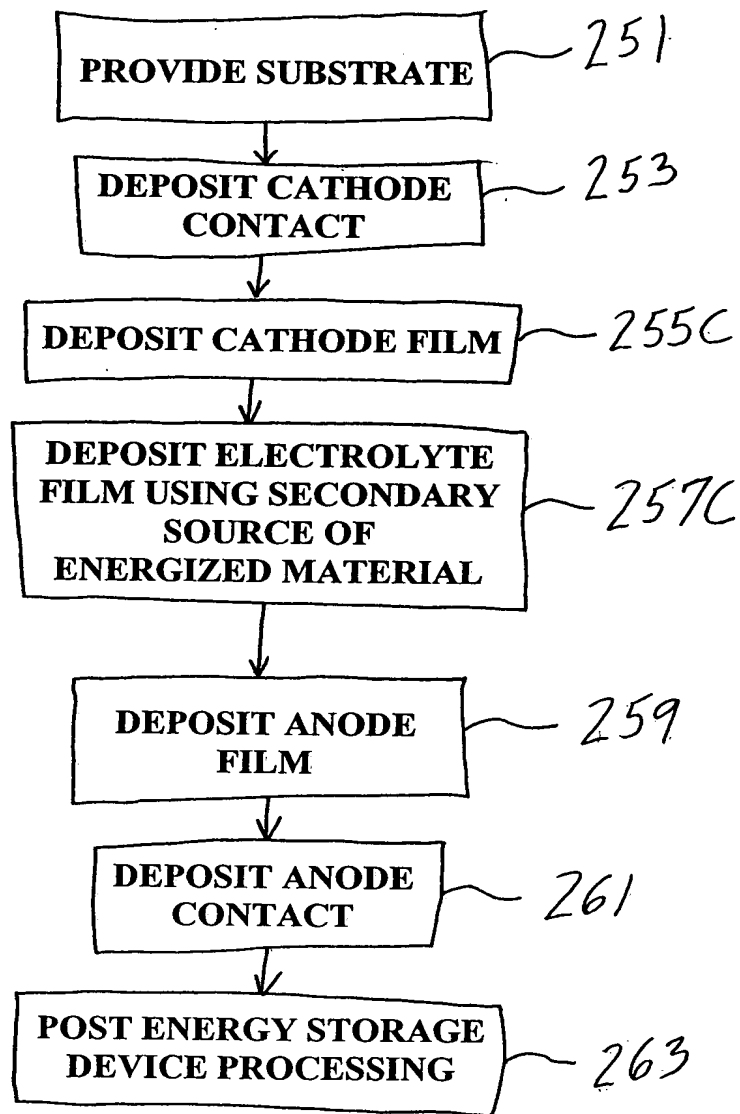 PROVIDE SUBSTRATE
251
DEPOSIT CATHODE
CONTACT
253
DEPOSIT CATHODE FILM
255C
DEPOSIT ELECTROLYTE
FILM USING SECONDARY
SOURCE OF
ENERGIZED MATERIAL
257C
DEPOSIT ANODE
FILM
259
DEPOSIT ANODE
CONTACT
261
POST ENERGY STORAGE
DEVICE PROCESSING
263